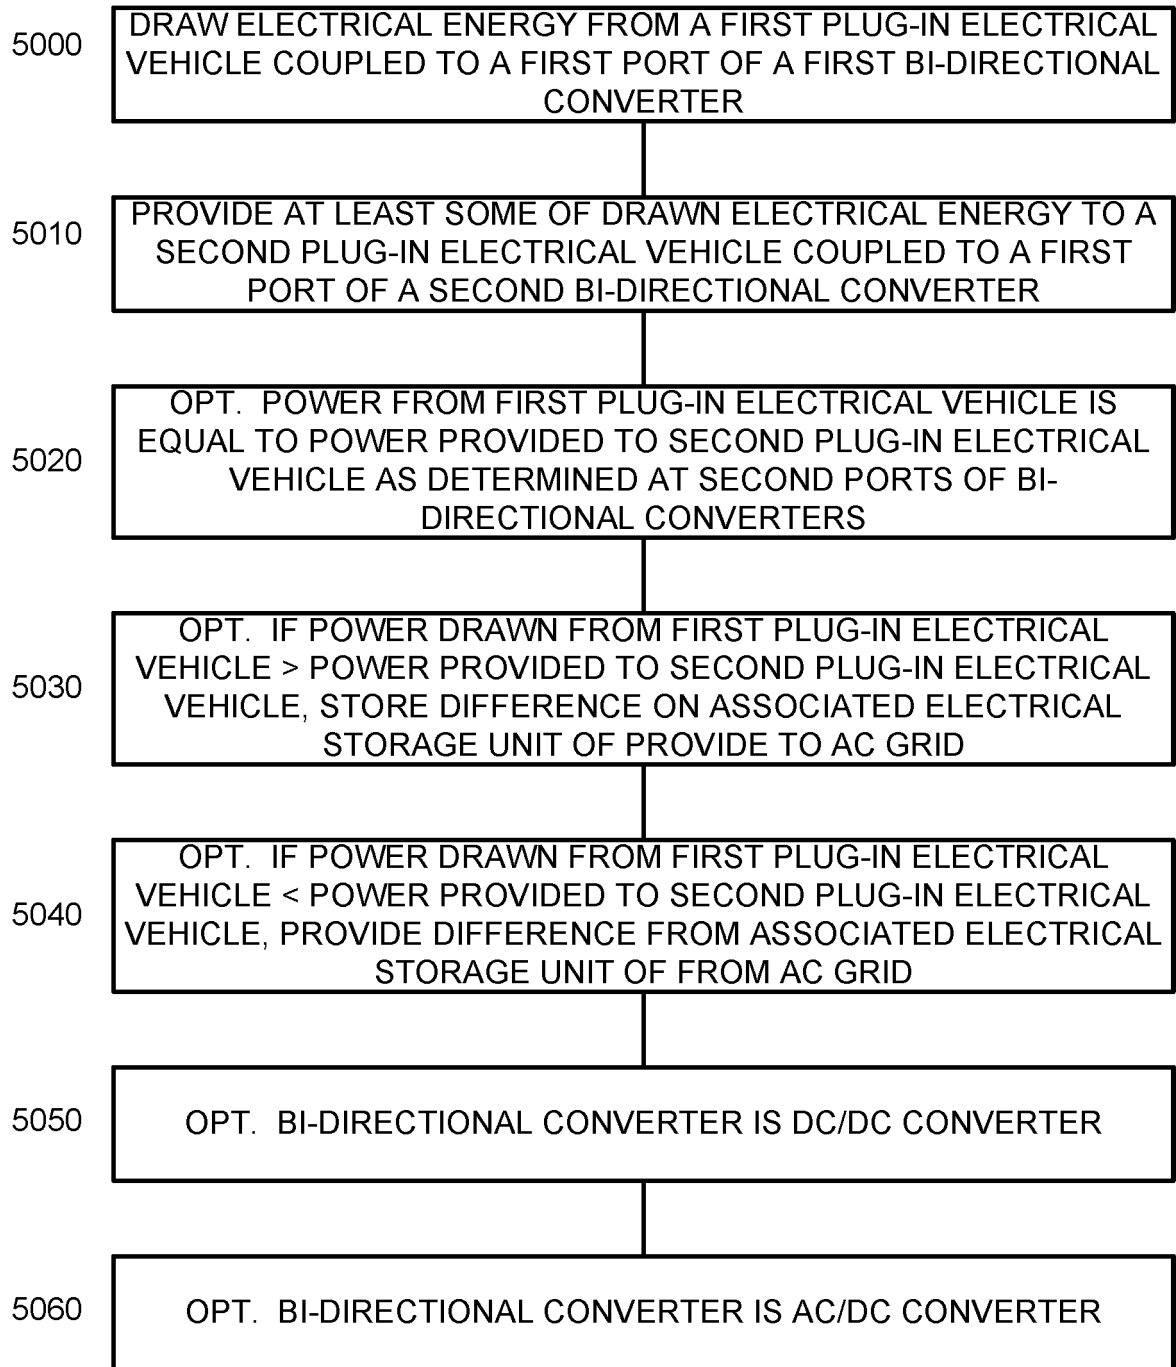 5000
DRAW ELECTRICAL ENERGY FROM A FIRST PLUG-IN ELECTRICAL
VEHICLE COUPLED TO A FIRST PORT OF A FIRST BI-DIRECTIONAL
CONVERTER
5010
PROVIDE AT LEAST SOME OF DRAWN ELECTRICAL ENERGY TO A
SECOND PLUG-IN ELECTRICAL VEHICLE COUPLED TO A FIRST
PORT OF A SECOND BI-DIRECTIONAL CONVERTER
5020
OPT. POWER FROM FIRST PLUG-IN ELECTRICAL VEHICLE IS
EQUAL TO POWER PROVIDED TO SECOND PLUG-IN ELECTRICAL
VEHICLE AS DETERMINED AT SECOND PORTS OF BI-
DIRECTIONAL CONVERTERS
5030
OPT. IF POWER DRAWN FROM FIRST PLUG-IN ELECTRICAL
VEHICLE > POWER PROVIDED TO SECOND PLUG-IN ELECTRICAL
VEHICLE, STORE DIFFERENCE ON ASSOCIATED ELECTRICAL
STORAGE UNIT OF PROVIDE TO AC GRID
5040
OPT. IF POWER DRAWN FROM FIRST PLUG-IN ELECTRICAL
VEHICLE < POWER PROVIDED TO SECOND PLUG-IN ELECTRICAL
VEHICLE, PROVIDE DIFFERENCE FROM ASSOCIATED ELECTRICAL
STORAGE UNIT OF FROM AC GRID
5050
OPT. BI-DIRECTIONAL CONVERTER IS DC/DC CONVERTER
5060
OPT. BI-DIRECTIONAL CONVERTER IS AC/DC CONVERTER